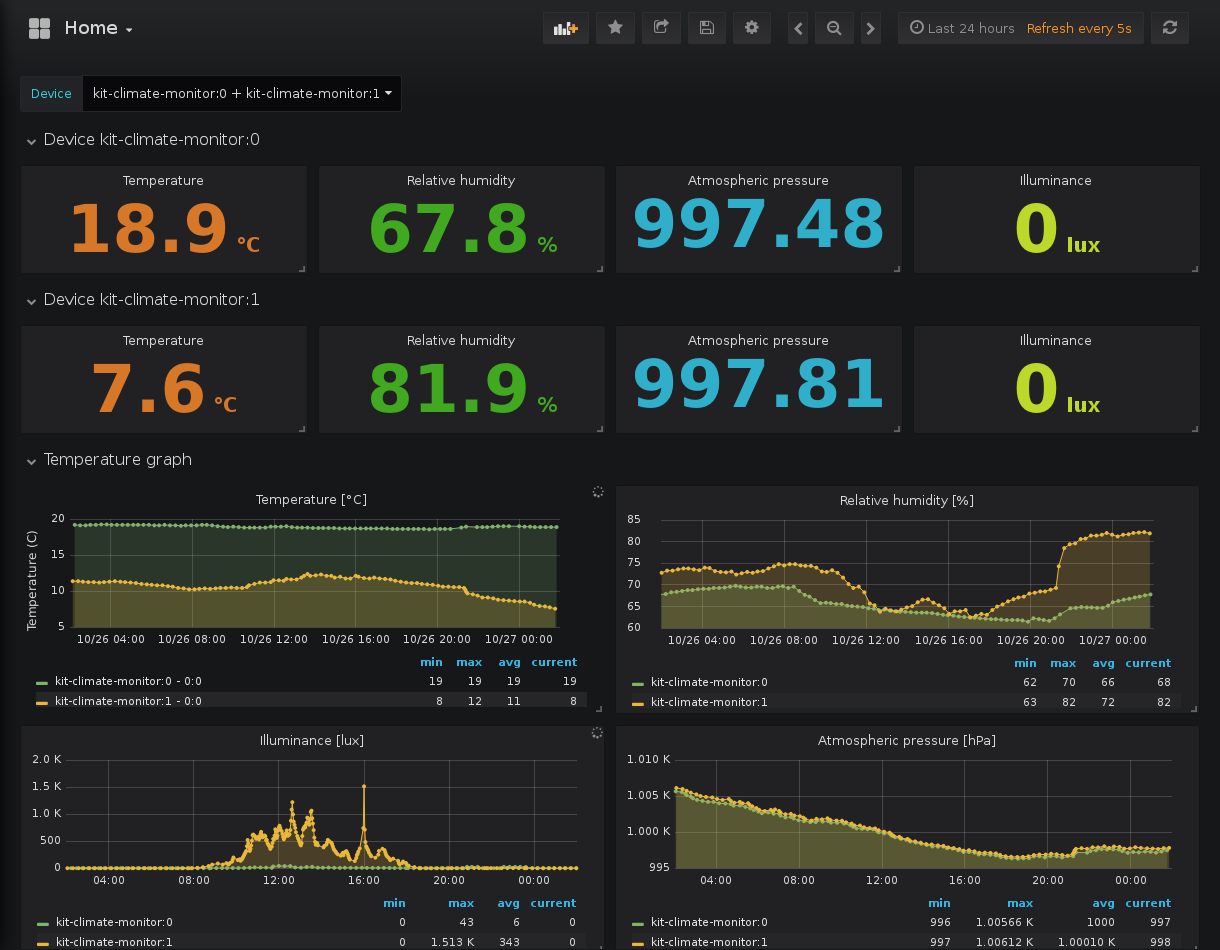 Home
Last 24 hours Refresh every 5s
Device kit-climate-monitor:0 + kit-climate-monitor:1
Device kit-climate-monitor:0
Temperature Relative humidity Atmospheric pressure Illuminance
18.9 °C 67.8 % 997.48 0 lux
Device kit-climate-monitor:1
Temperature Relative humidity Atmospheric pressure Illuminance
7.6 °C 81.9 % 997.81 0 lux
Temperature graph
Temperature [°C]
Temperature (C)
20
15
10
5
10/26 04:00 10/26 08:00 10/26 12:00 10/26 16:00 10/26 20:00 10/27 00:00
min max avg current
kit-climate-monitor:0 - 0:0 19 19 19 19
kit-climate-monitor:1 - 0:0 8 12 11 8
Relative humidity [%]
85
80
75
70
65
60
10/26 04:00 10/26 08:00 10/26 12:00 10/26 16:00 10/26 20:00 10/27 00:00
min max avg current
kit-climate-monitor:0 62 70 66 68
kit-climate-monitor:1 63 82 72 82
Illuminance [lux]
2.0 K
1.5 K
1.0 K
500
0
04:00 08:00 12:00 16:00 20:00 00:00
min max avg current
kit-climate-monitor:0 0 43 6 0
kit-climate-monitor:1 0 1.513 K 343 0
Atmospheric pressure [hPa]
1.010 K
1.005 K
1.000 K
995
04:00 08:00 12:00 16:00 20:00 00:00
min max avg current
kit-climate-monitor:0 996 1.00566 K 1000 997
kit-climate-monitor:1 997 1.00612 K 1.00010 K 998